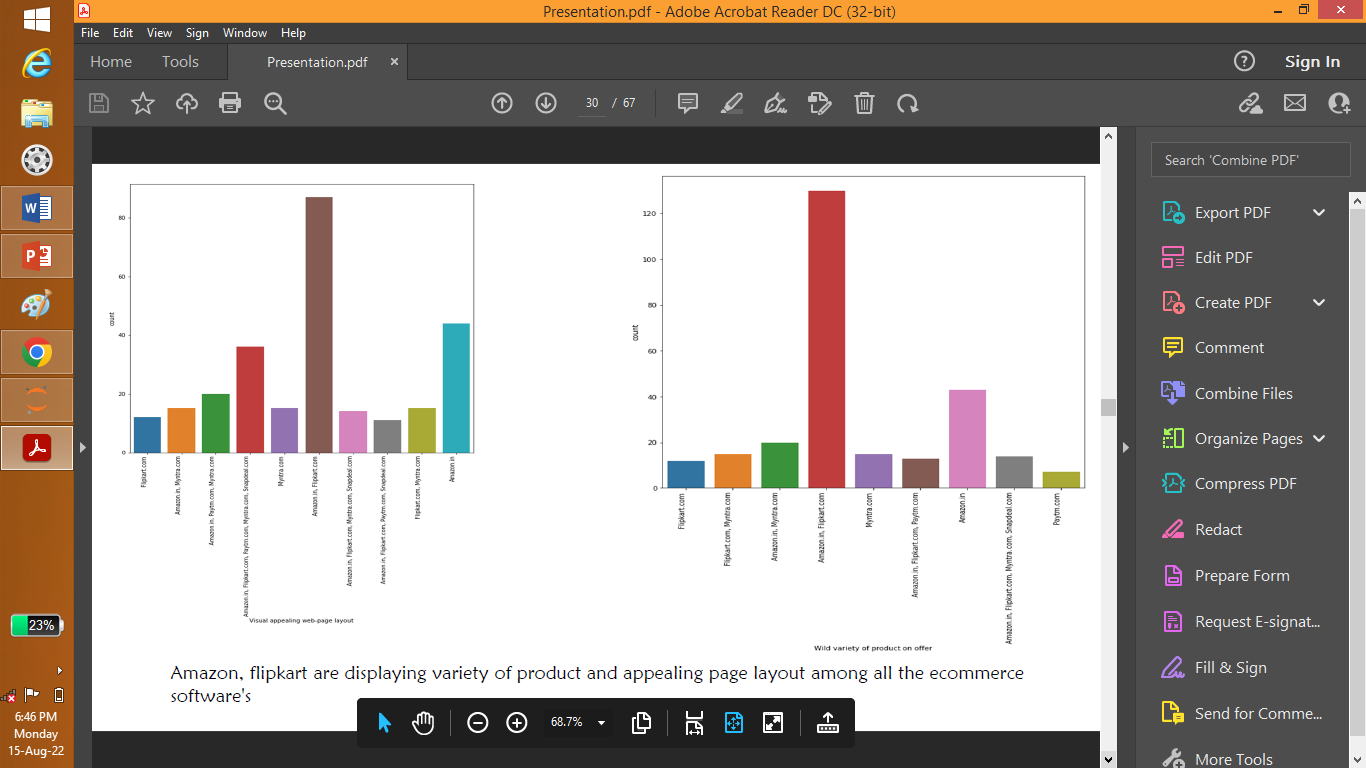 Presentation.pdf - Adobe Acrobat Reader DC (32-bit)
File Edit View Sign Window Help
Home Tools Presentation.pdf × ? Sign In
30 / 67
Search 'Combine PDF'
Export PDF
Edit PDF
Create PDF
Comment
Combine Files
Organize Pages
Compress PDF
Redact
Prepare Form
Request E-signat...
Fill & Sign
Send for Comme...
More Tools
count
80
60
40
20
0
Flipkart.com
Amazon.in, Myntra.com
Amazon.in, Paytm.com, Myntra.com
Amazon.in, Flipkart.com, Paytm.com, Myntra.com, Snapdeal.com
Myntra.com
Amazon.in, Flipkart.com
Amazon.in, Flipkart.com, Myntra.com, Snapdeal.com
Amazon.in, Flipkart.com, Paytm.com, Snapdeal.com
Flipkart.com, Myntra.com
Amazon.in
Visual appealing web-page layout
count
120
100
80
60
40
20
0
Flipkart.com
Flipkart.com, Myntra.com
Amazon.in, Myntra.com
Amazon.in, Flipkart.com
Myntra.com
Amazon.in, Flipkart.com, Paytm.com
Amazon.in
Amazon.in, Flipkart.com, Myntra.com, Snapdeal.com
Paytm.com
Wild variety of product on offer
Amazon, flipkart are displaying variety of product and appealing page layout among all the ecommerce
software's
68.7%
23%
6:46 PM
Monday
15-Aug-22